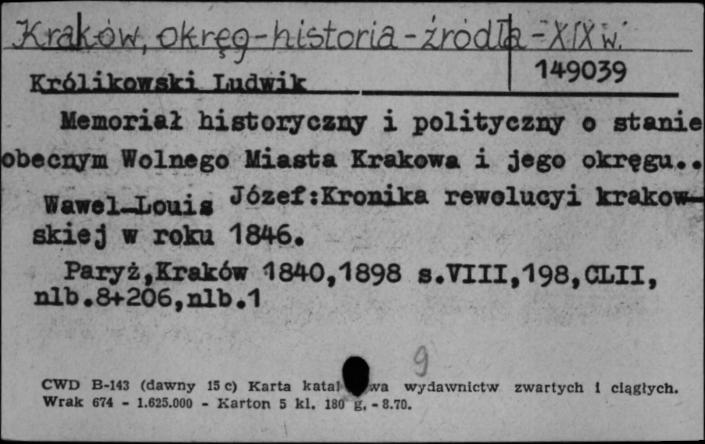 Kraków, okręg - historia - źródła - XIX w.
149039
Królikowski Ludwik
Memoriał historyczny i polityczny o stanie
obecnym Wolnego Miasta Krakowa i jego okręgu..
Wawel-Louis Józef:Kronika rewolucyi krakow-
skiej w roku 1846.
Paryż,Kraków 1840,1898 s.VIII,198,CLII,
nlb.8+206,nlb.1
9
CWD B-143 (dawny 15 c) Karta katal wa wydawnictw zwartych i ciągłych.
Wrak 674 - 1.625.000 - Karton 5 kl. 180 g. - 8.70.